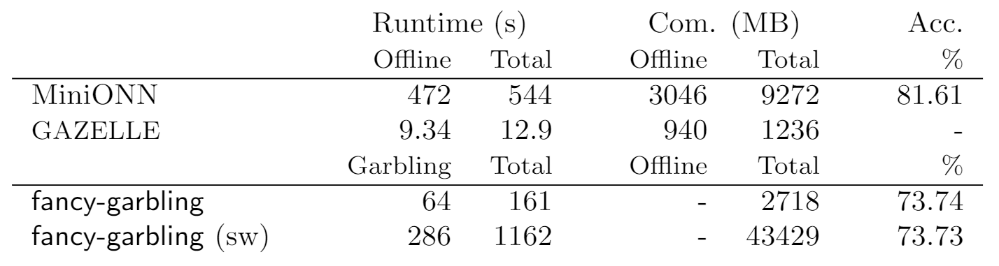 Runtime (s) Com. (MB) Acc.
Offline Total Offline Total %
MiniONN 472 544 3046 9272 81.61
GAZELLE 9.34 12.9 940 1236 -
Garbling Total Offline Total %
fancy-garbling 64 161 - 2718 73.74
fancy-garbling (sw) 286 1162 - 43429 73.73